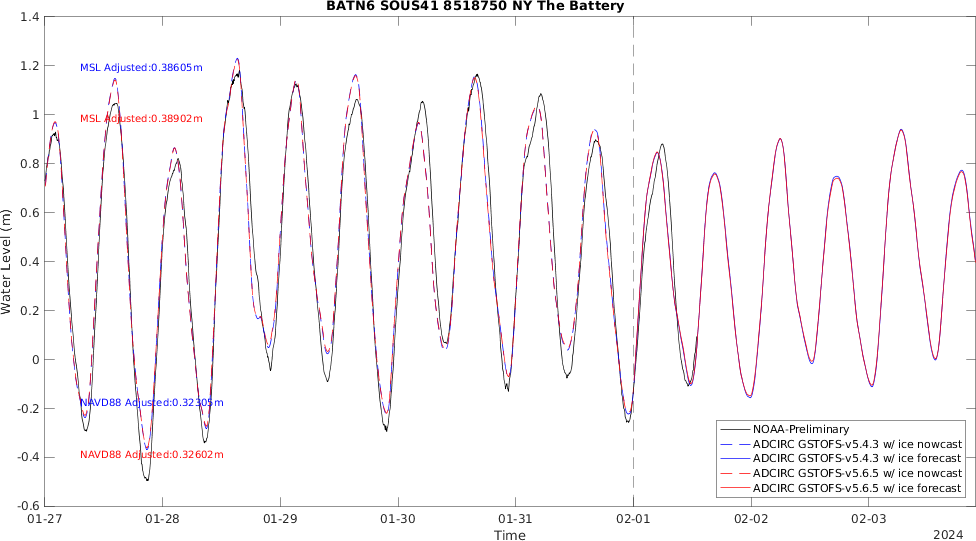 BATN6 SOUS41 8518750 NY The Battery
1.4
1.2
1
0.8
0.6
0.4
0.2
0
-0.2
-0.4
-0.6
Water Level (m)
MSL Adjusted:0.38605m
MSL Adjusted:0.38902m
NAVD88 Adjusted:0.32305m
NAVD88 Adjusted:0.32602m
NOAA-Preliminary
ADCIRC GSTOFS-v5.4.3 w/ ice nowcast
ADCIRC GSTOFS-v5.4.3 w/ ice forecast
ADCIRC GSTOFS-v5.6.5 w/ ice nowcast
ADCIRC GSTOFS-v5.6.5 w/ ice forecast
01-27 01-28 01-29 01-30 01-31 02-01 02-02 02-03
Time
2024